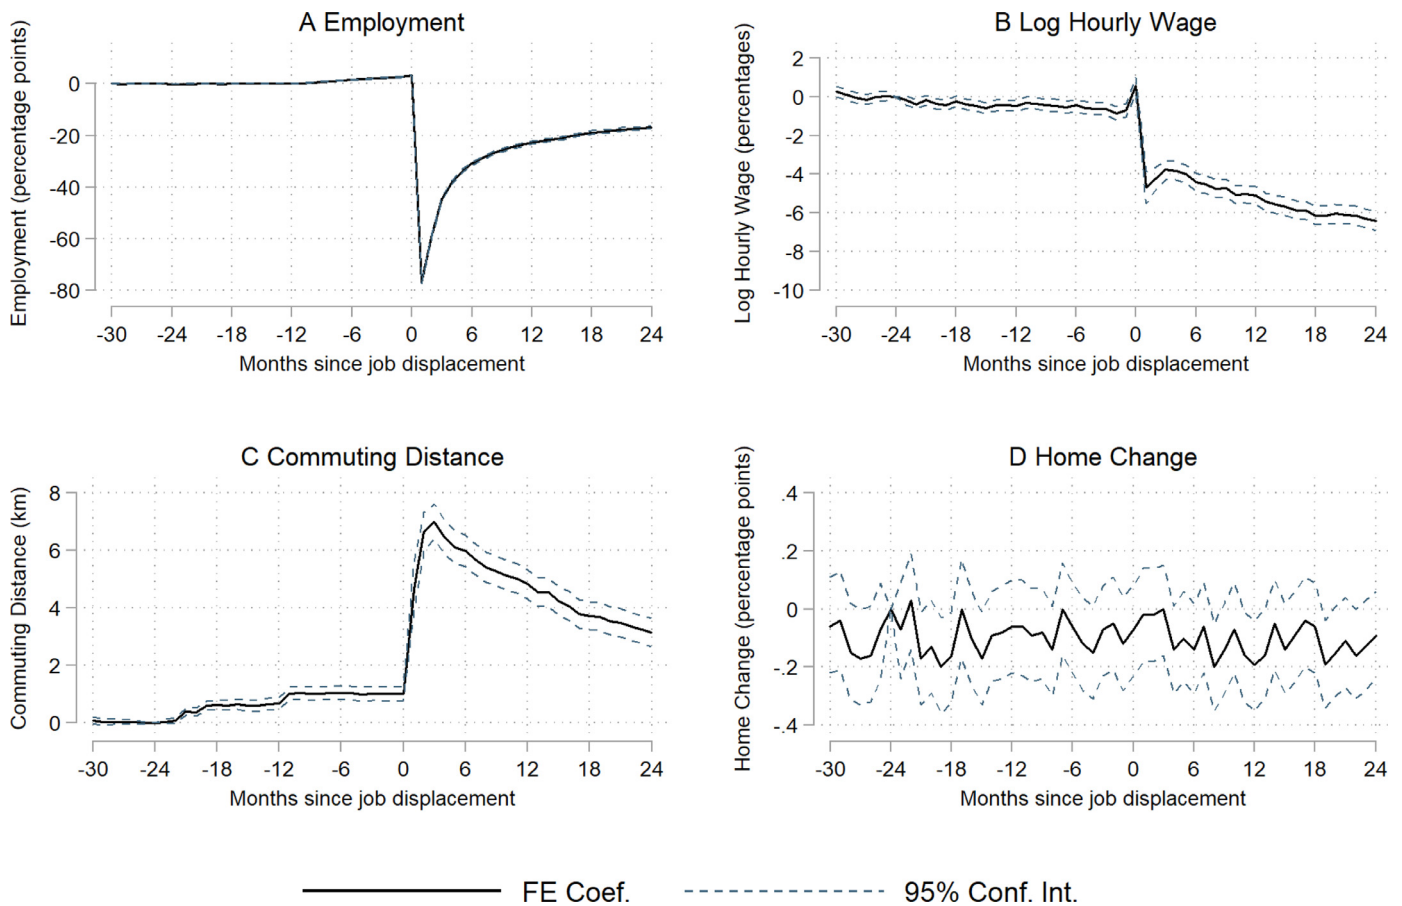 A Employment
Employment (percentage points)
0
-20
-40
-60
-80
-30 -24 -18 -12 -6 0 6 12 18 24
Months since job displacement
B Log Hourly Wage
Log Hourly Wage (percentages)
2
0
-2
-4
-6
-8
-10
-30 -24 -18 -12 -6 0 6 12 18 24
Months since job displacement
C Commuting Distance
Commuting Distance (km)
8
6
4
2
0
-30 -24 -18 -12 -6 0 6 12 18 24
Months since job displacement
D Home Change
Home Change (percentage points)
.4
.2
0
-.2
-.4
-30 -24 -18 -12 -6 0 6 12 18 24
Months since job displacement
FE Coef. 95% Conf. Int.